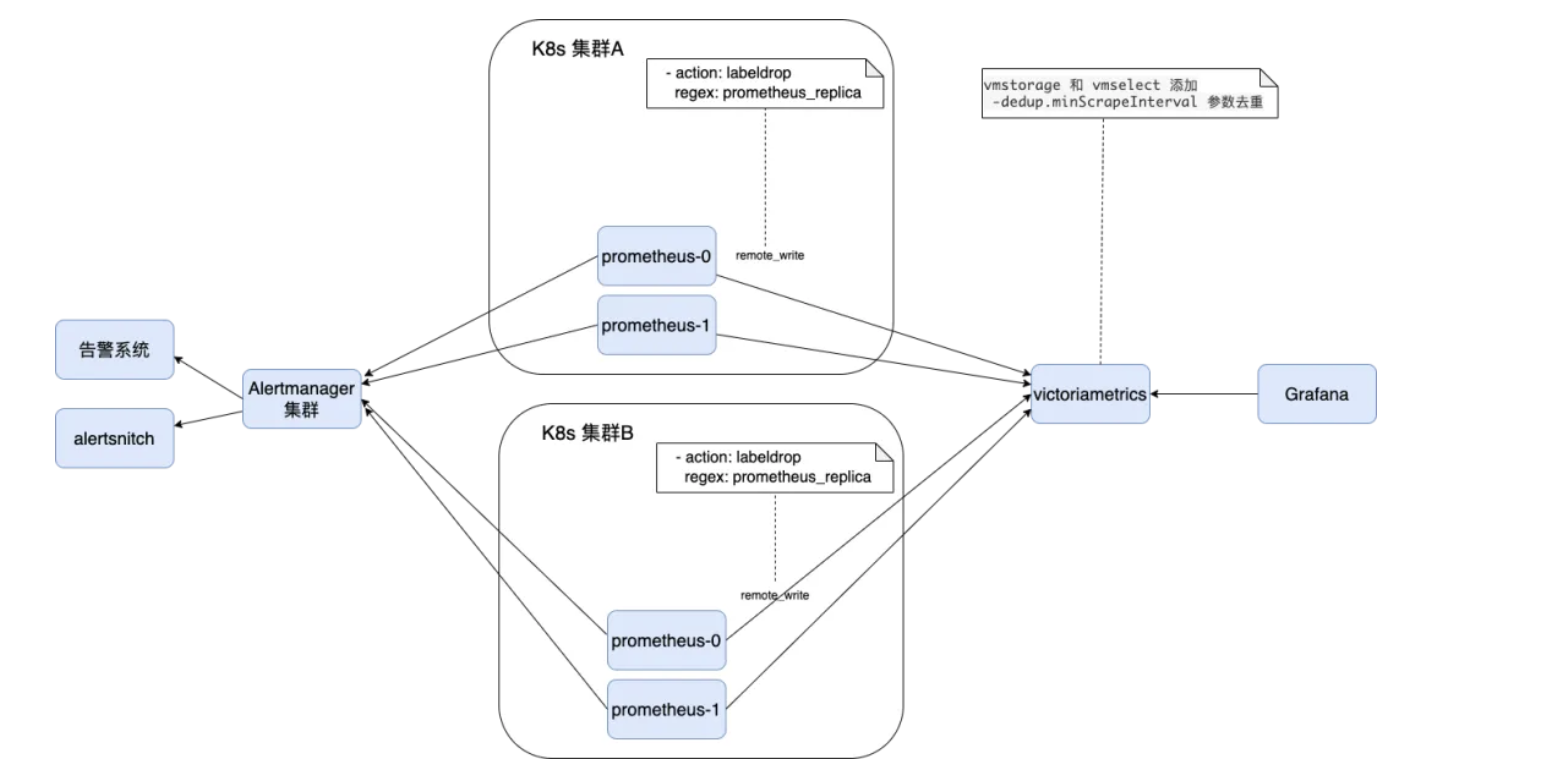 K8s 集群A
- action: labeldrop
regex: prometheus_replica
vmstorage 和 vmselect 添加
-dedup.minScrapeInterval 参数去重
prometheus-0
remote_write
prometheus-1
告警系统
Alertmanager
集群
alertsnitch
victoriametrics
Grafana
K8s 集群B
- action: labeldrop
regex: prometheus_replica
remote_write
prometheus-0
prometheus-1